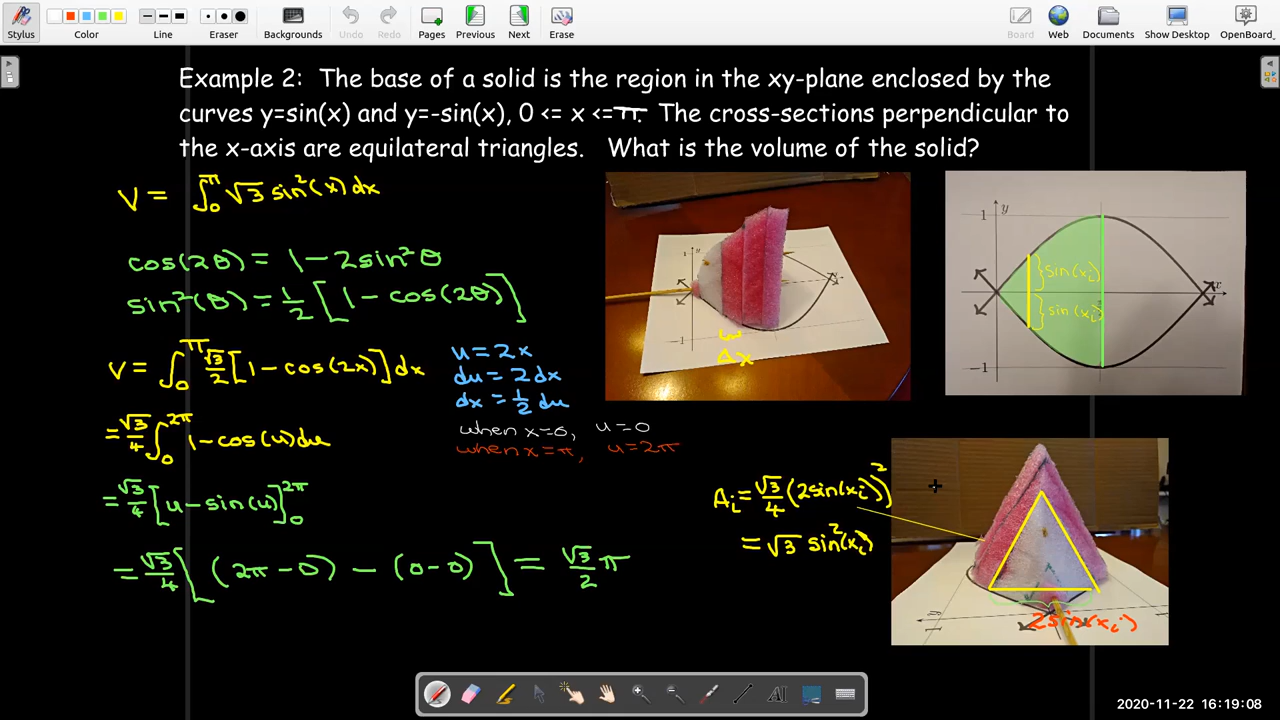 Stylus
Color
Line
Eraser
Backgrounds
Undo
Redo
Pages
Previous
Next
Erase
Board
Web
Documents
Show Desktop
OpenBoard
Example 2: The base of a solid is the region in the xy-plane enclosed by the
curves y=sin(x) and y=-sin(x), 0 <= x <=π. The cross-sections perpendicular to
the x-axis are equilateral triangles. What is the volume of the solid?
V = ∫₀^π √3 sin²(x) dx
cos(2θ) = 1 - 2sin²θ
sin²(θ) = 1/2 [1 - cos(2θ)]
V = ∫₀^π √3/2 [1 - cos(2x)] dx
= √3/4 ∫₀^2π 1 - cos(u) du
= √3/4 [u - sin(u)]₀^2π
= √3/4 [(2π - 0) - (0 - 0)] = √3/2 π
u = 2x
du = 2 dx
dx = 1/2 du
when x=0, u=0
when x=π, u=2π
Δx
-1
1
y
x
sin(xᵢ)
sin(xᵢ)
-1
Aᵢ = √3/4 (2sin(xᵢ))²
= √3 sin²(xᵢ)
y
2sin(xᵢ)
AI
2020-11-22 16:19:08